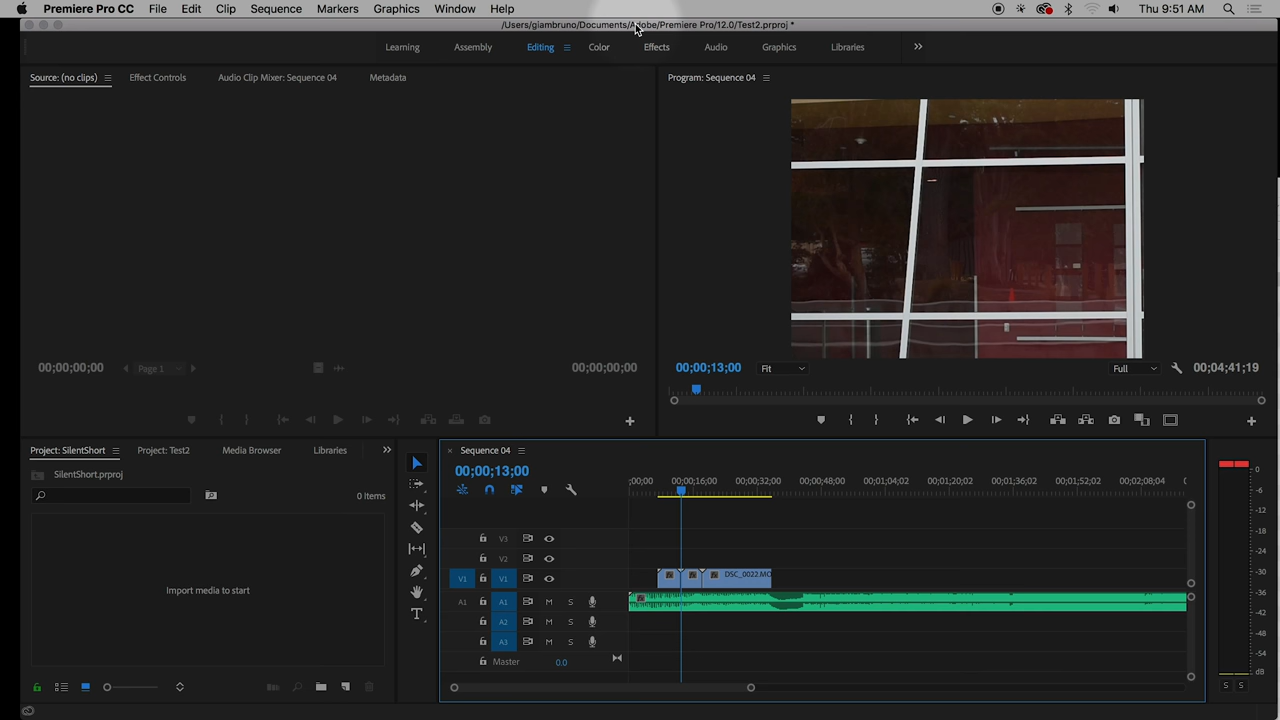 Premiere Pro CC File Edit Clip Sequence Markers Graphics Window Help Thu 9:51 AM
/Users/giambruno/Documents/Adobe/Premiere Pro/12.0/Test2.prproj *
Learning Assembly Editing Color Effects Audio Graphics Libraries
Source: (no clips) Effect Controls Audio Clip Mixer: Sequence 04 Metadata
Program: Sequence 04
00;00;00;00 Page 1 00;00;00;00
00;00;13;00 Fit Full 00;04;41;19
Project: SilentShort Project: Test2 Media Browser Libraries
SilentShort.prproj
0 Items
Import media to start
Sequence 04
00;00;13;00
;00;00 00;00;16;00 00;00;32;00 00;00;48;00 00;01;04;02 00;01;20;02 00;01;36;02 00;01;52;02 00;02;08;04
V3
V2
V1 V1 DSC_0022.MO
A1 A1 M S
A2 M S
A3 M S
Master 0.0
0
-6
-12
-18
-24
-30
-36
-42
-48
-54
dB
S S